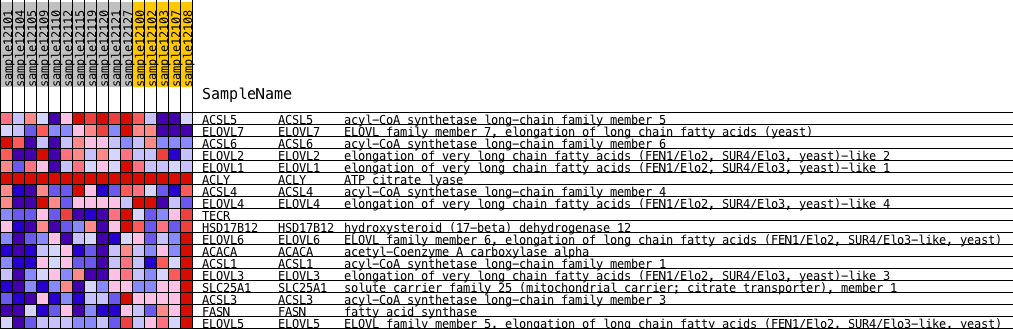 sample12101
sample12104
sample12105
sample12109
sample12110
sample12112
sample12115
sample12119
sample12120
sample12121
sample12127
sample12100
sample12102
sample12103
sample12107
sample12108
SampleName
ACSL5 ACSL5 acyl-CoA synthetase long-chain family member 5
ELOVL7 ELOVL7 ELOVL family member 7, elongation of long chain fatty acids (yeast)
ACSL6 ACSL6 acyl-CoA synthetase long-chain family member 6
ELOVL2 ELOVL2 elongation of very long chain fatty acids (FEN1/Elo2, SUR4/Elo3, yeast)-like 2
ELOVL1 ELOVL1 elongation of very long chain fatty acids (FEN1/Elo2, SUR4/Elo3, yeast)-like 1
ACLY ACLY ATP citrate lyase
ACSL4 ACSL4 acyl-CoA synthetase long-chain family member 4
ELOVL4 ELOVL4 elongation of very long chain fatty acids (FEN1/Elo2, SUR4/Elo3, yeast)-like 4
TECR
HSD17B12 HSD17B12 hydroxysteroid (17-beta) dehydrogenase 12
ELOVL6 ELOVL6 ELOVL family member 6, elongation of long chain fatty acids (FEN1/Elo2, SUR4/Elo3-like, yeast)
ACACA ACACA acetyl-Coenzyme A carboxylase alpha
ACSL1 ACSL1 acyl-CoA synthetase long-chain family member 1
ELOVL3 ELOVL3 elongation of very long chain fatty acids (FEN1/Elo2, SUR4/Elo3, yeast)-like 3
SLC25A1 SLC25A1 solute carrier family 25 (mitochondrial carrier; citrate transporter), member 1
ACSL3 ACSL3 acyl-CoA synthetase long-chain family member 3
FASN FASN fatty acid synthase
ELOVL5 ELOVL5 ELOVL family member 5, elongation of long chain fatty acids (FEN1/Elo2, SUR4/Elo3-like, yeast)